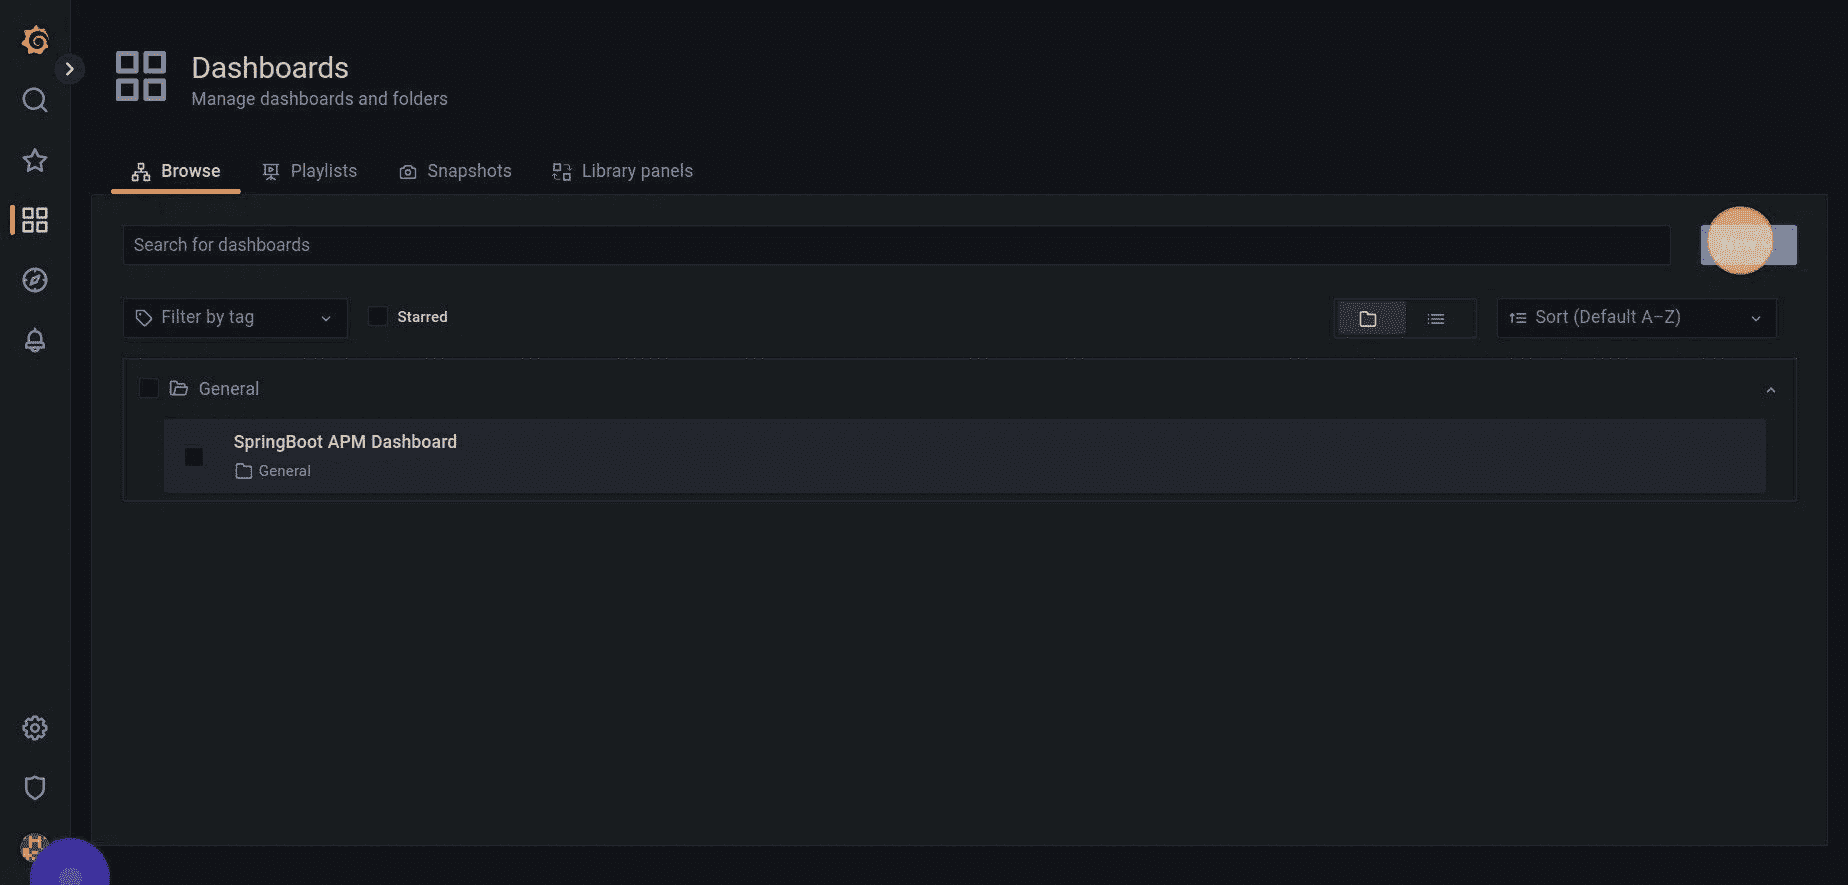 Dashboards
Manage dashboards and folders
Browse
Playlists
Snapshots
Library panels
Search for dashboards
Filter by tag
Starred
Sort (Default A–Z)
General
SpringBoot APM Dashboard
General